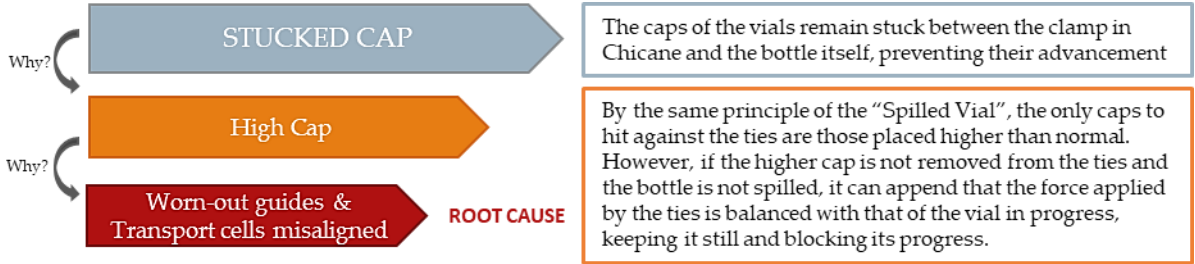 STUCKED CAP
The caps of the vials remain stuck between the clamp in
Chicane and the bottle itself, preventing their advancement
Why?
High Cap
By the same principle of the “Spilled Vial”, the only caps to
hit against the ties are those placed higher than normal.
However, if the higher cap is not removed from the ties and
the bottle is not spilled, it can append that the force applied
by the ties is balanced with that of the vial in progress,
keeping it still and blocking its progress.
Why?
Worn-out guides &
Transport cells misaligned
ROOT CAUSE